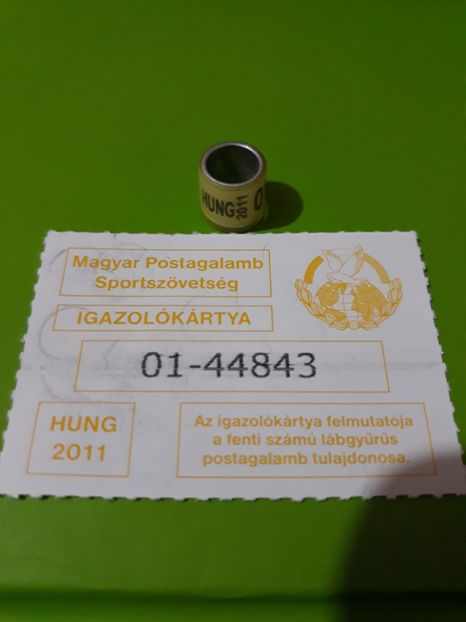 HUNG
2011
0
Magyar Postagalamb
Sportszövetség
IGAZOLÓKÁRTYA
01-44843
HUNG
2011
Az igazolókártya felmutatója
a fenti számú lábgyűrűs
postagalamb tulajdonosa.